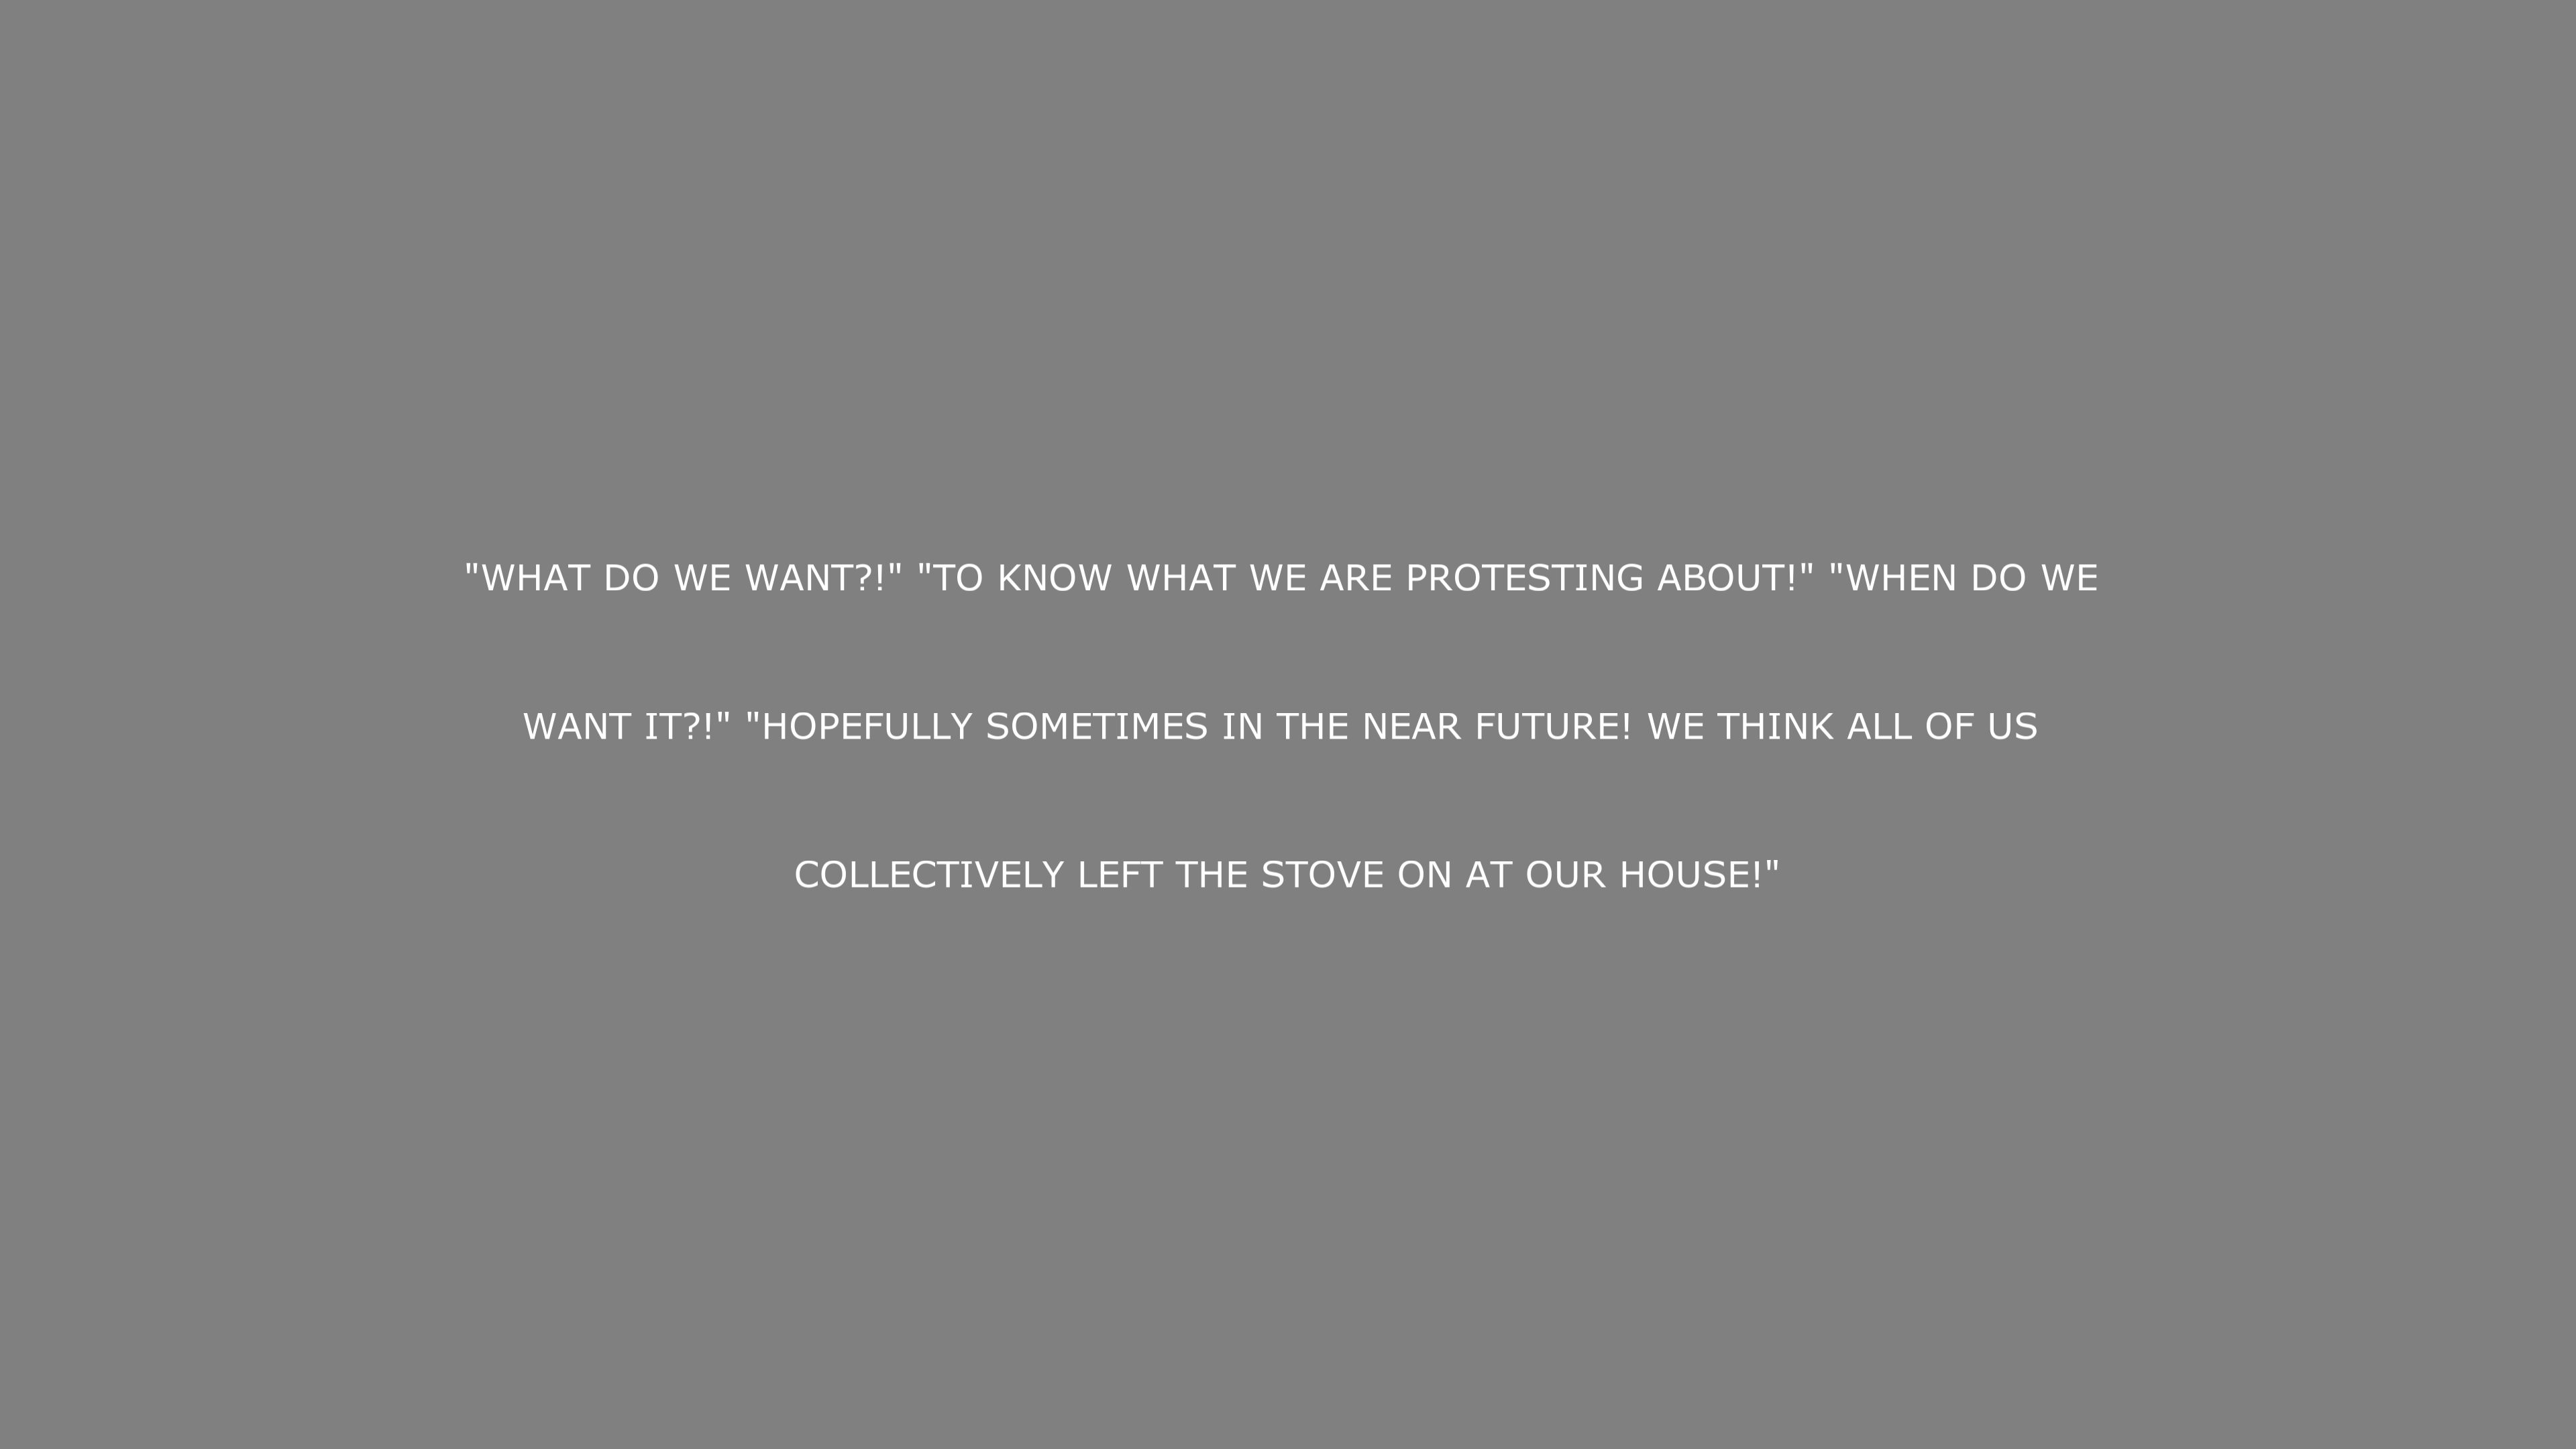 "WHAT DO WE WANT?!" "TO KNOW WHAT WE ARE PROTESTING ABOUT!" "WHEN DO WE
WANT IT?!" "HOPEFULLY SOMETIMES IN THE NEAR FUTURE! WE THINK ALL OF US
COLLECTIVELY LEFT THE STOVE ON AT OUR HOUSE!"